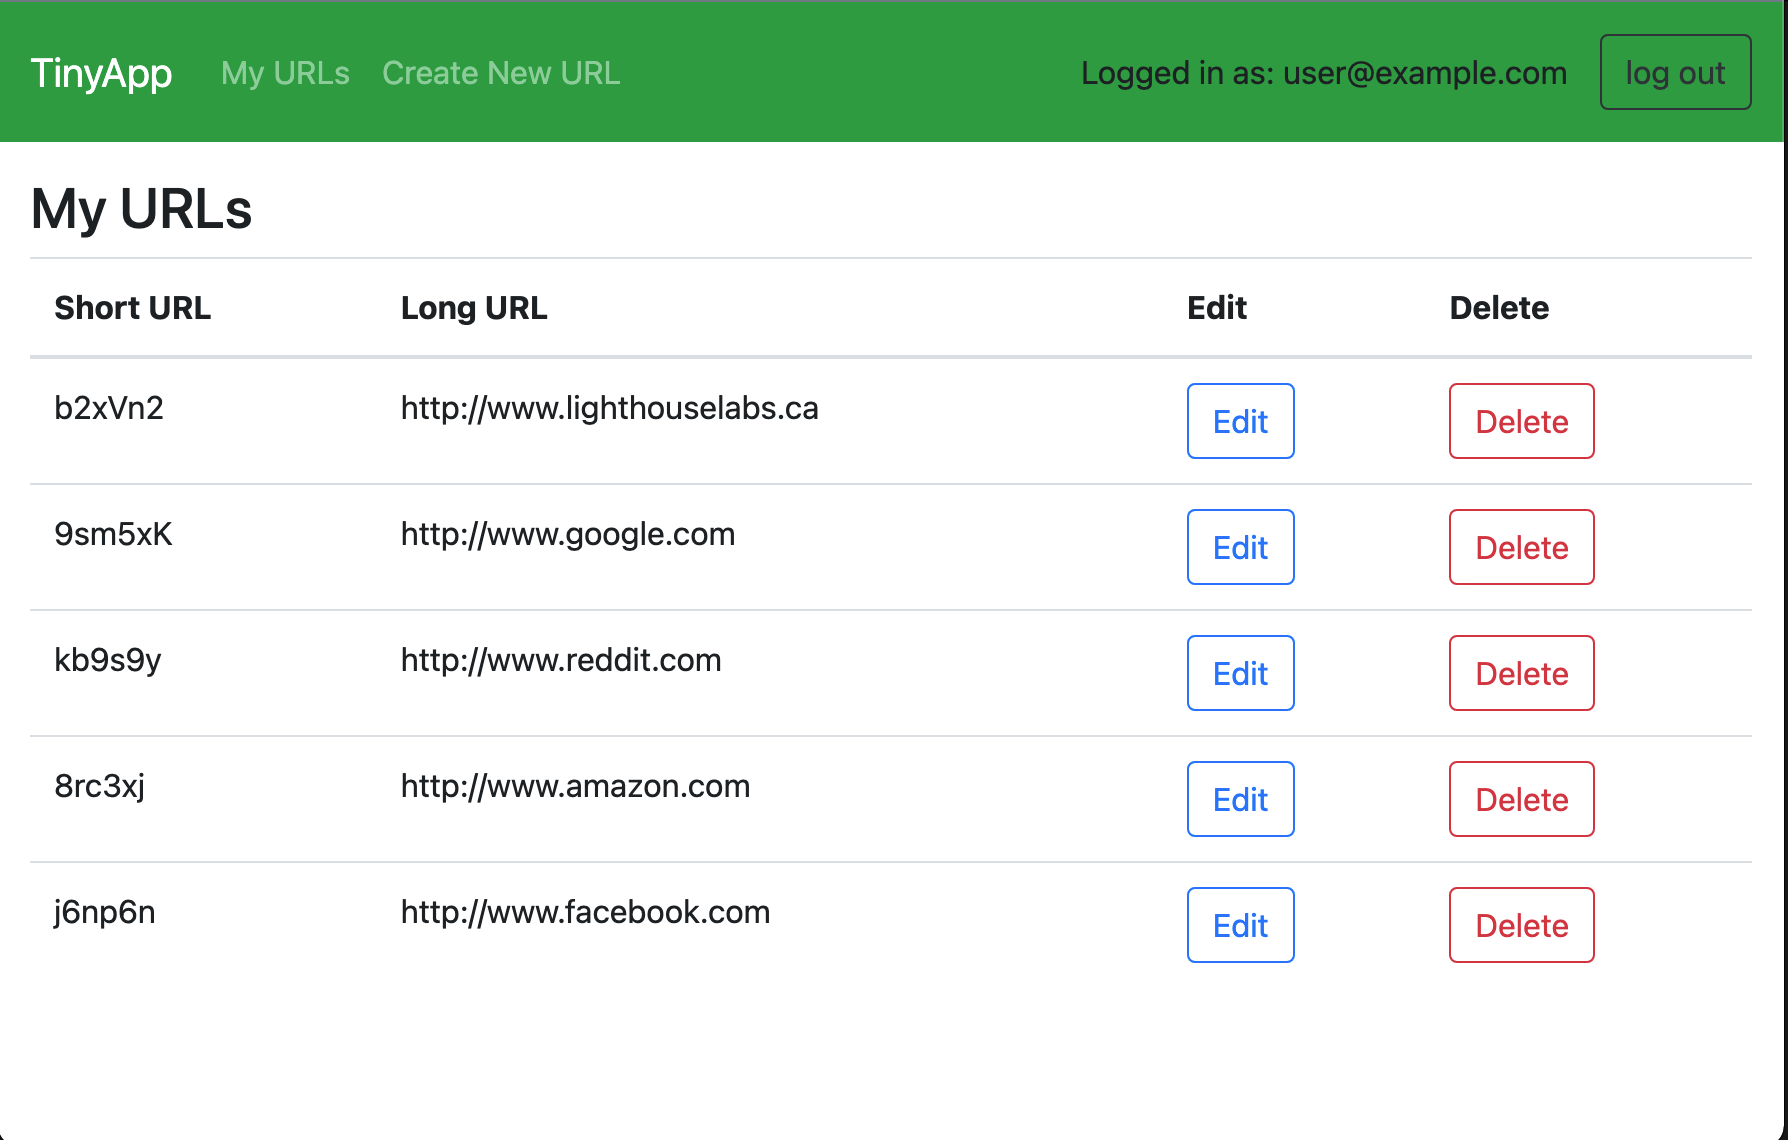 TinyApp My URLs Create New URL Logged in as: user@example.com log out
My URLs
Short URL Long URL Edit Delete
b2xVn2 http://www.lighthouselabs.ca Edit Delete
9sm5xK http://www.google.com Edit Delete
kb9s9y http://www.reddit.com Edit Delete
8rc3xj http://www.amazon.com Edit Delete
j6np6n http://www.facebook.com Edit Delete